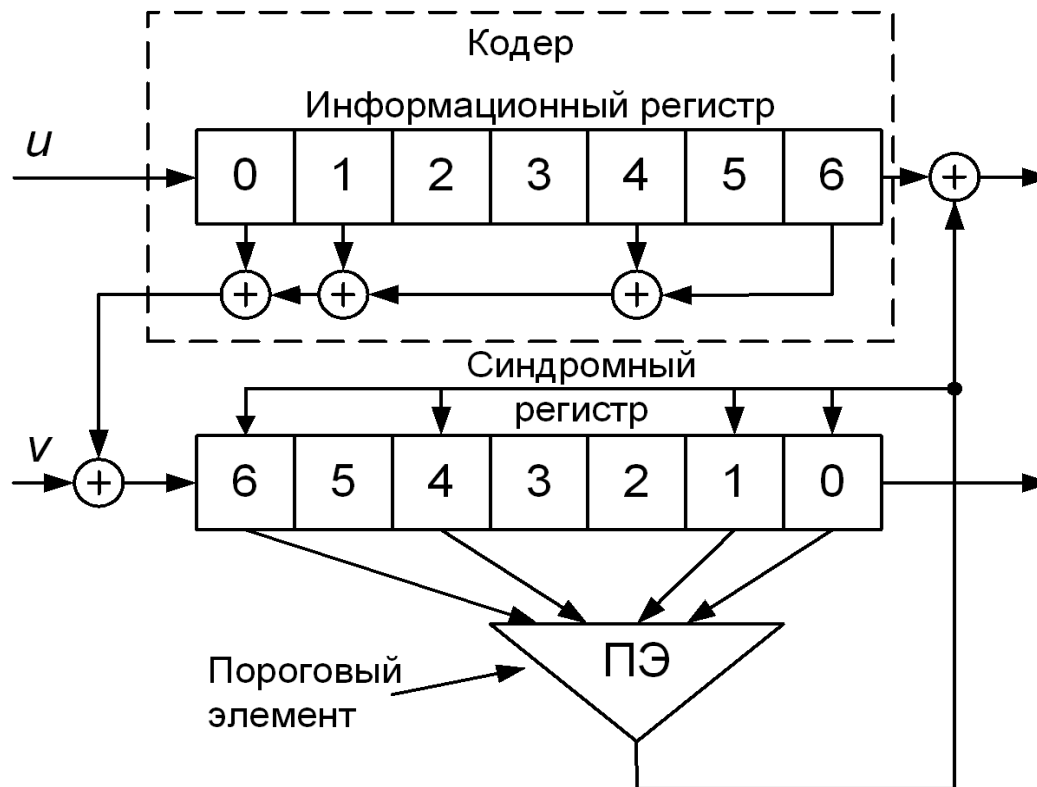 Кодер
Информационный регистр
u
0 1 2 3 4 5 6
+
+ + +
Синдромный
регистр
v
+
6 5 4 3 2 1 0
ПЭ
Пороговый
элемент